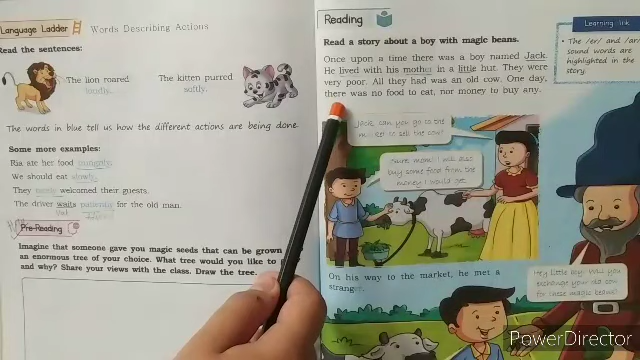 Language Ladder
Words Describing Actions
Read the sentences:
The lion roared
loudly.
The kitten purred
softly.
The words in blue tell us how the different actions are being done.
Some more examples:
Ria ate her food
We should eat slowly.
They welcomed their guests.
The driver waits patiently for the old man.
Pre-Reading
Imagine that someone gave you magic seeds that can be grown
an enormous tree of your choice. What tree would you like to
and why? Share your views with the class. Draw the tree.
Reading
Learning Ink
• The /er/ and /ar/
sound words are
highlighted in the
story.
Read a story about a boy with magic beans.
Once upon a time there was a boy named Jack.
He lived with his mother in a little hut. They were
very poor. All they had was an old cow. One day,
there was no food to eat, nor money to buy any.
Jack, can you go to the
market to sell the cow?
Sure, mom! I will also
buy some food from the
money I would get.
On his way to the market, he met a
stranger.
Hey little boy! Will you
exchange your old cow
for these magic beans?
PowerDirector